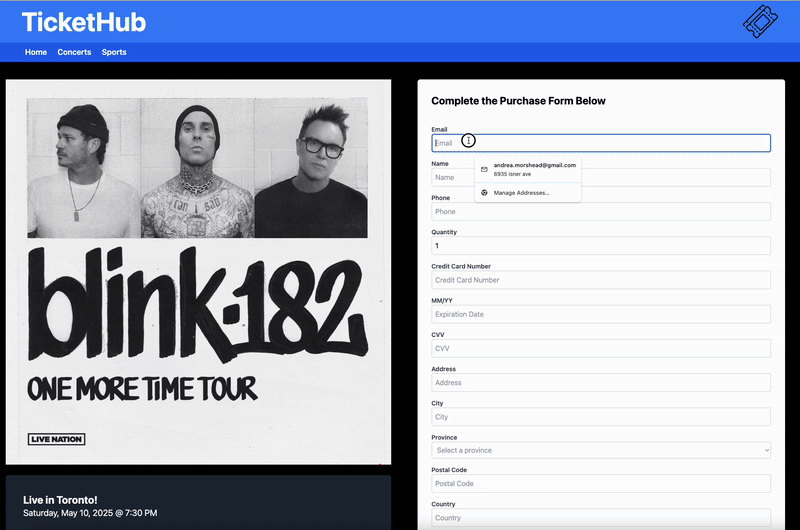 TicketHub
Home Concerts Sports
blink-182
ONE MORE TIME TOUR
LIVE NATION
Live in Toronto!
Saturday, May 10, 2025 @ 7:30 PM
Complete the Purchase Form Below
Email
Email
andrea.morshead@gmail.com
6935 isner ave
Manage Addresses...
Name
Name
Phone
Phone
Quantity
1
Credit Card Number
Credit Card Number
MM/YY
Expiration Date
CVV
CVV
Address
Address
City
City
Province
Select a province
Postal Code
Postal Code
Country
Country